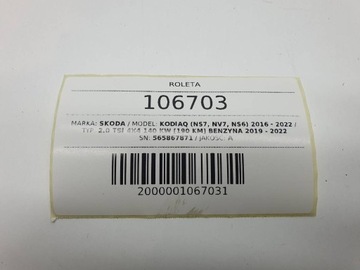 ROLETA
106703
MARKA: SKODA / MODEL: KODIAQ (NS7, NV7, NS6) 2016 - 2022 /
TYP: 2.0 TSI 4X4 140 KW [190 KM] BENZYNA 2019 - 2022
SN: 565867871 / JAKOŚĆ: A
2000001067031